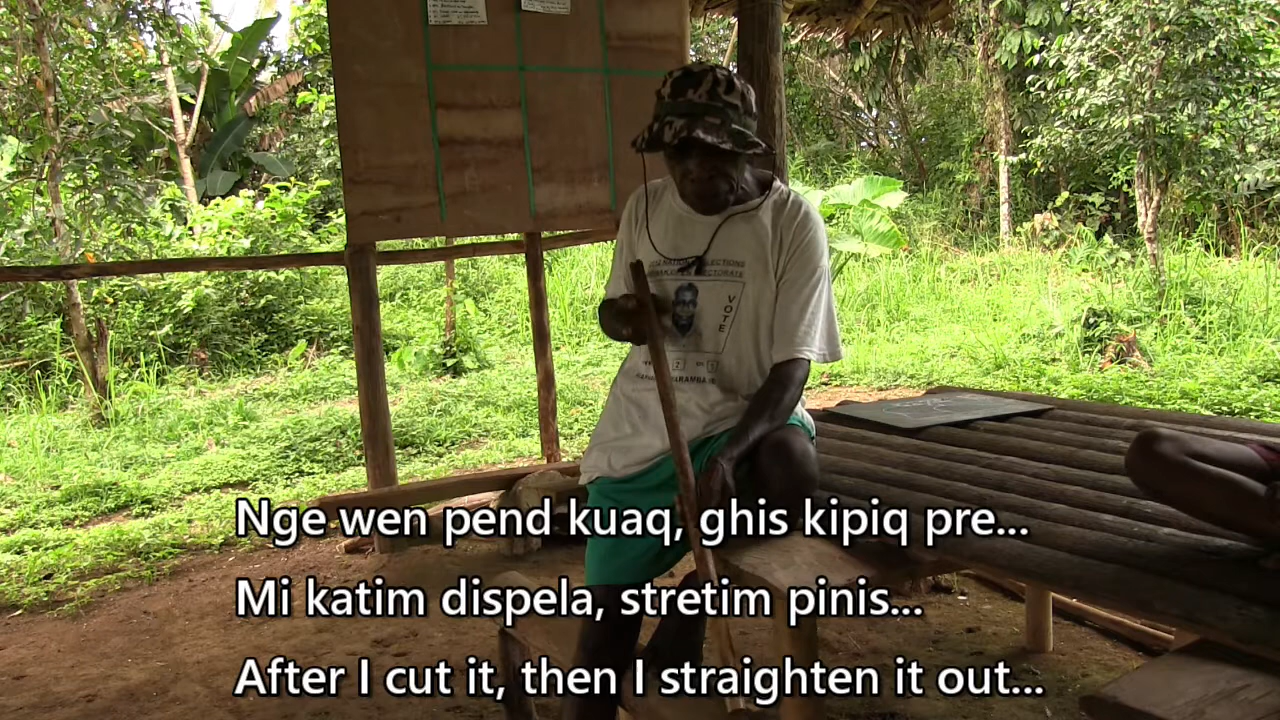 VOTE
2
Nge wen pend kuaq, ghis kipiq pre...
Mi katim dispela, stretim pinis...
After I cut it, then I straighten it out...